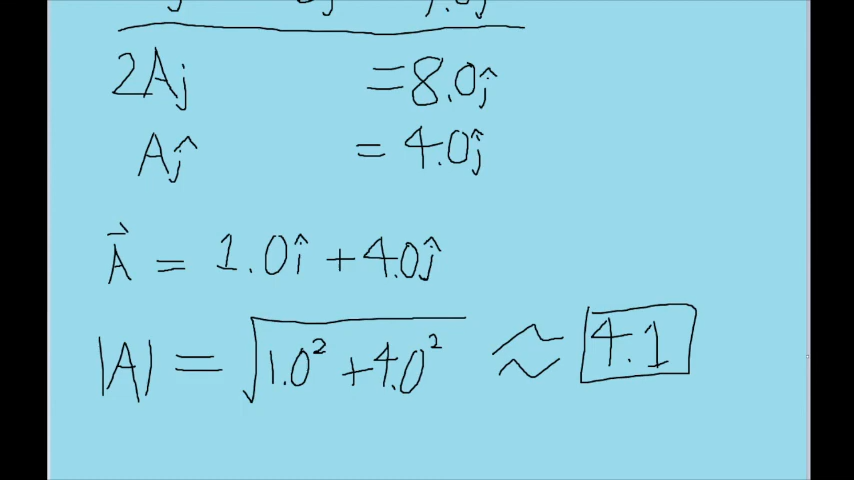 2Aj = 8.0ĵ
Aĵ = 4.0ĵ
A⃗ = 1.0î + 4.0ĵ
|A| = √1.0² + 4.0² ≈ 4.1